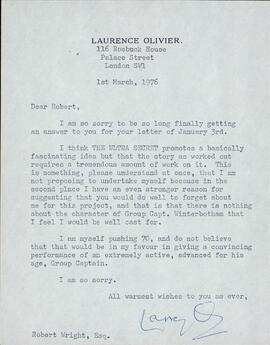 LAURENCE OLIVIER.
116 Roebuck House
Palace Street
London SW1
1st March, 1976
Dear Robert,
I am so sorry to be so long finally getting
an answer to you for your letter of January 3rd.
I think THE ULTRA SECRET promotes a basically
fascinating idea but that the story as worked out
requires a tremendous amount of work on it. This
is something, please understand at once, that I am
not proposing to undertake myself because in the
second place I have an even stronger reason for
suggesting that you would do well to forget about
me for this project, and that is that there is nothing
about the character of Group Capt. Winterbotham that
I feel I would be well cast for.
I am myself pushing 70, and do not believe
that that would be in my favour in giving a convincing
performance of an extremely active, advanced for
his age, Group Captain.
I am so sorry.
All warmest wishes to you as ever,
Larry O
Robert Wright, Esq.